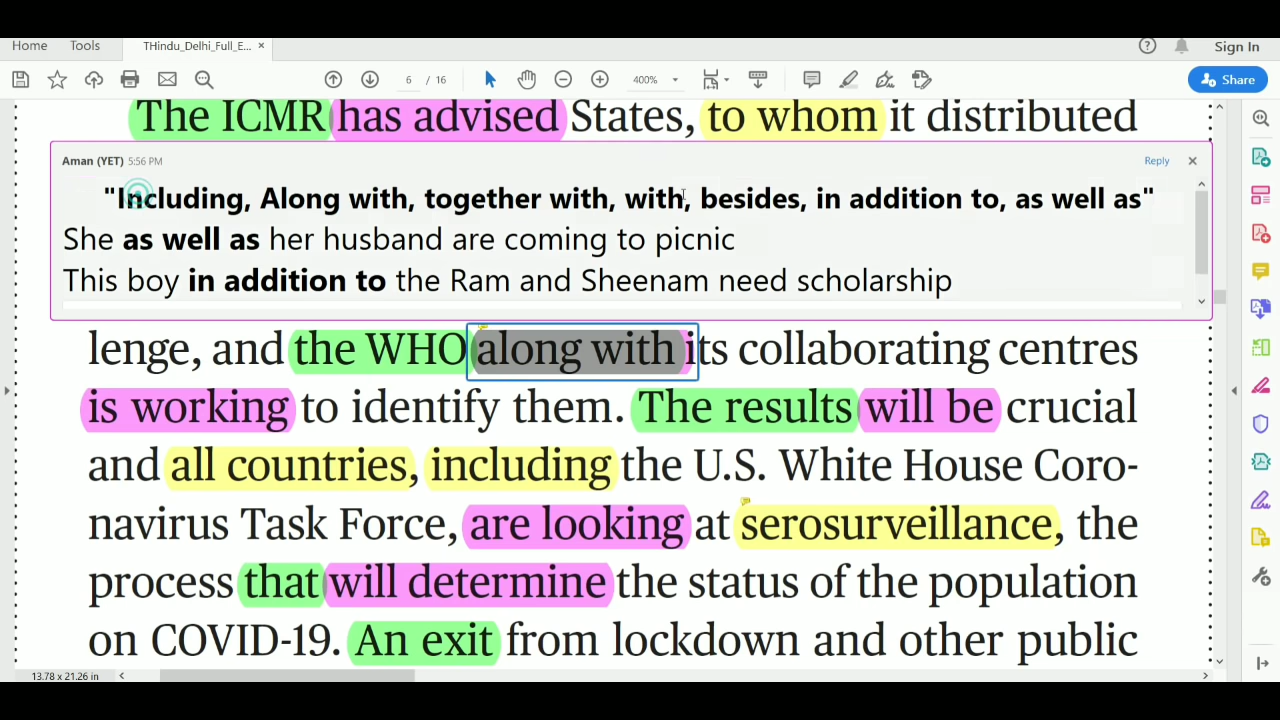 Home Tools THindu_Delhi_Full_E... × Sign In
6 / 16 400% Share
The ICMR has advised States, to whom it distributed
Aman (YET) 5:56 PM Reply
"Including, Along with, together with, with, besides, in addition to, as well as"
She as well as her husband are coming to picnic
This boy in addition to the Ram and Sheenam need scholarship
lenge, and the WHO along with its collaborating centres
is working to identify them. The results will be crucial
and all countries, including the U.S. White House Coro-
navirus Task Force, are looking at serosurveillance, the
process that will determine the status of the population
on COVID-19. An exit from lockdown and other public
13.78 x 21.26 in